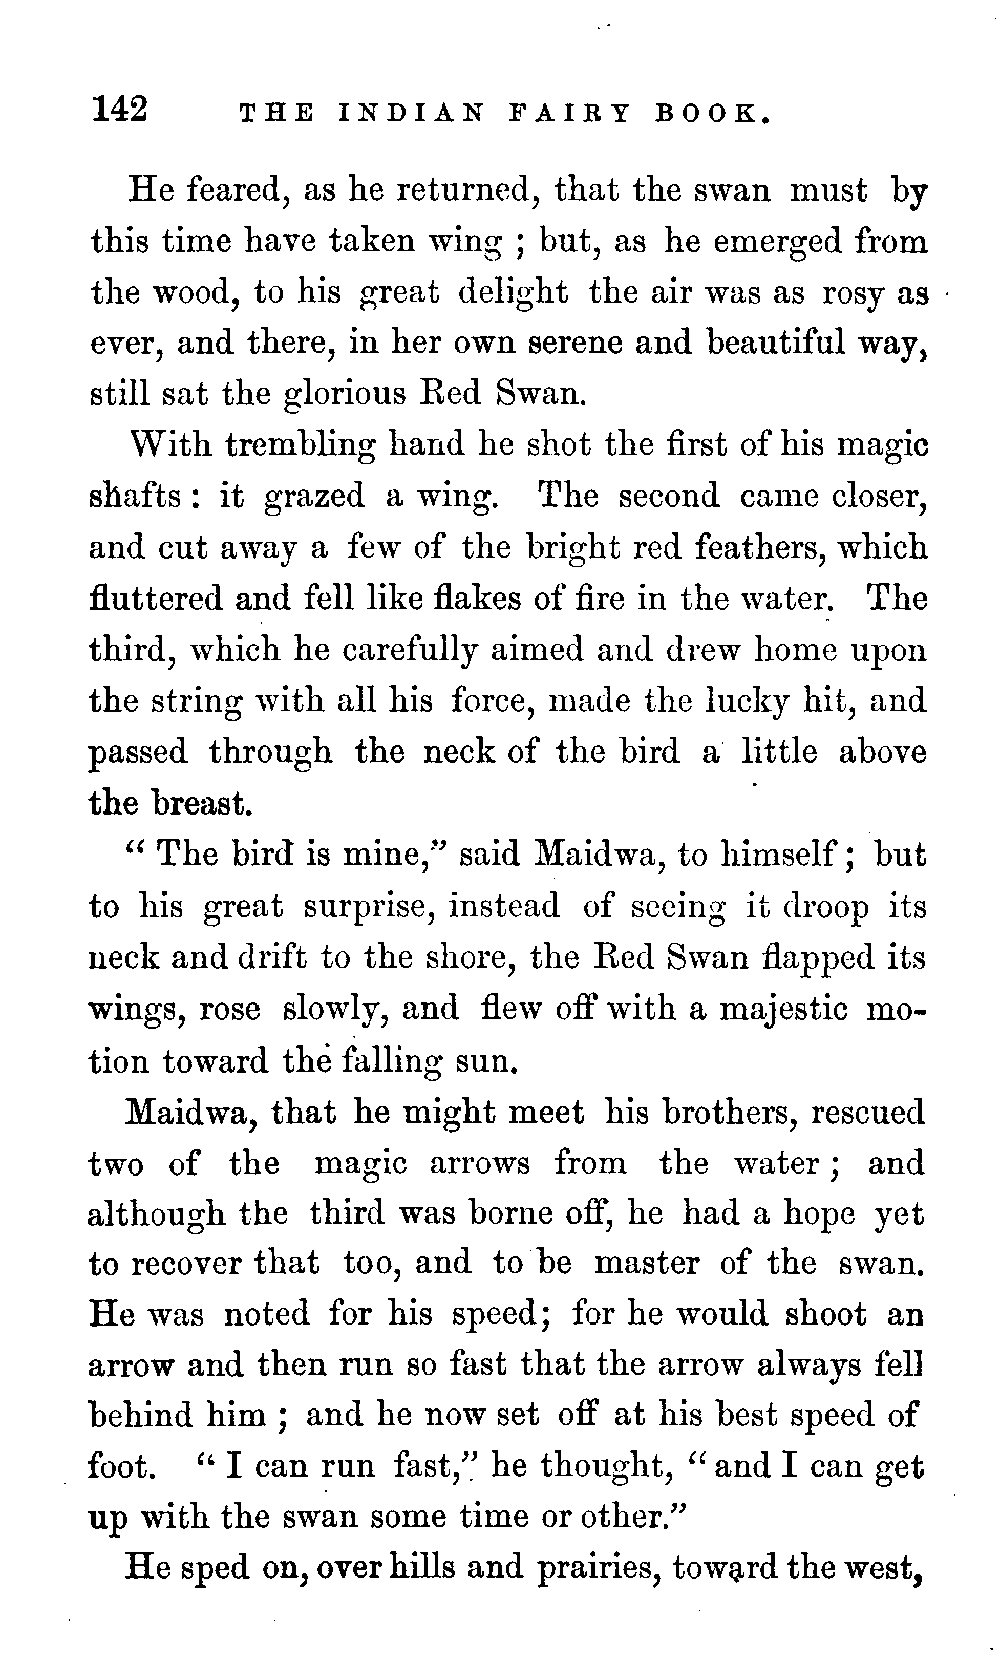 142 THE INDIAN FAIRY BOOK.
He feared, as he returned, that the swan must by
this time have taken wing ; but, as he emerged from
the wood, to his great delight the air was as rosy as
ever, and there, in her own serene and beautiful way,
still sat the glorious Red Swan.
With trembling hand he shot the first of his magic
shafts : it grazed a wing. The second came closer,
and cut away a few of the bright red feathers, which
fluttered and fell like flakes of fire in the water. The
third, which he carefully aimed and drew home upon
the string with all his force, made the lucky hit, and
passed through the neck of the bird a little above
the breast.
“ The bird is mine,” said Maidwa, to himself ; but
to his great surprise, instead of seeing it droop its
neck and drift to the shore, the Red Swan flapped its
wings, rose slowly, and flew off with a majestic mo-
tion toward the falling sun.
Maidwa, that he might meet his brothers, rescued
two of the magic arrows from the water ; and
although the third was borne off, he had a hope yet
to recover that too, and to be master of the swan.
He was noted for his speed; for he would shoot an
arrow and then run so fast that the arrow always fell
behind him ; and he now set off at his best speed of
foot. “ I can run fast,” he thought, “ and I can get
up with the swan some time or other.”
He sped on, over hills and prairies, toward the west,